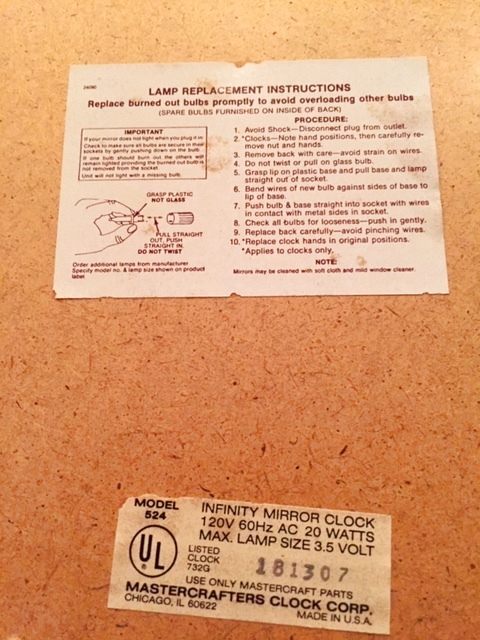 24090
LAMP REPLACEMENT INSTRUCTIONS
Replace burned out bulbs promptly to avoid overloading other bulbs
(SPARE BULBS FURNISHED ON INSIDE OF BACK)
IMPORTANT
If your mirror does not light when you plug it in:
Check to make sure all bulbs are secure in their
sockets by gently pushing down on the bulb.
If one bulb should burn out the others will
remain lighted providing the burned out bulb is
not removed from the socket.
Unit will not light with a missing bulb.
GRASP PLASTIC
NOT GLASS
PULL STRAIGHT
OUT, PUSH
STRAIGHT IN.
DO NOT TWIST
Order additional lamps from manufacturer
Specify model no. & lamp size shown on product
label
PROCEDURE:
1. Avoid Shock—Disconnect plug from outlet.
2. *Clocks—Note hand positions, then carefully re-
move nut and hands.
3. Remove back with care—avoid strain on wires.
4. Do not twist or pull on glass bulb.
5. Grasp lip on plastic base and pull base and lamp
straight out of socket.
6. Bend wires of new bulb against sides of base to
lip of base.
7. Push bulb & base straight into socket with wires
in contact with metal sides in socket.
8. Check all bulbs for looseness—push in gently.
9. Replace back carefully—avoid pinching wires.
10. *Replace clock hands in original positions.
*Applies to clocks only.
NOTE:
Mirrors may be cleaned with soft cloth and mild window cleaner.
MODEL
524
INFINITY MIRROR CLOCK
120V 60Hz AC 20 WATTS
MAX. LAMP SIZE 3.5 VOLT
UL
LISTED
CLOCK
732G
181307
USE ONLY MASTERCRAFT PARTS
MASTERCRAFTERS CLOCK CORP.
CHICAGO, IL 60622
MADE IN U.S.A.